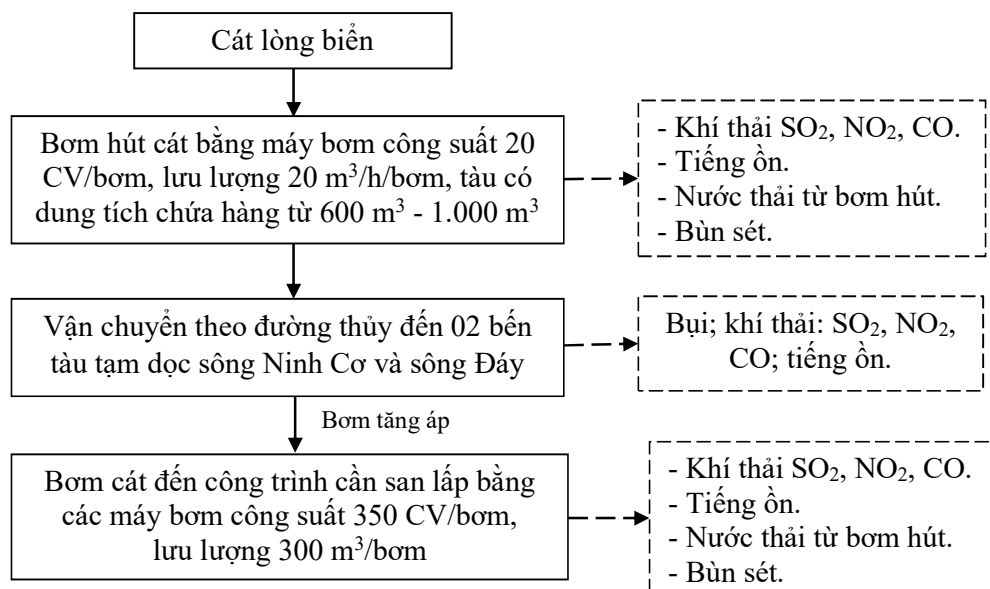 Cát lòng biển
Bơm hút cát bằng máy bơm công suất 20
CV/bơm, lưu lượng 20 m³/h/bơm, tàu có
dung tích chứa hàng từ 600 m³ - 1.000 m³
- Khí thải SO₂, NO₂, CO.
- Tiếng ồn.
- Nước thải từ bơm hút.
- Bùn sét.
Vận chuyển theo đường thủy đến 02 bến
tàu tạm dọc sông Ninh Cơ và sông Đáy
Bụi; khí thải: SO₂, NO₂,
CO; tiếng ồn.
Bơm tăng áp
Bơm cát đến công trình cần san lấp bằng
các máy bơm công suất 350 CV/bơm,
lưu lượng 300 m³/bơm
- Khí thải SO₂, NO₂, CO.
- Tiếng ồn.
- Nước thải từ bơm hút.
- Bùn sét.